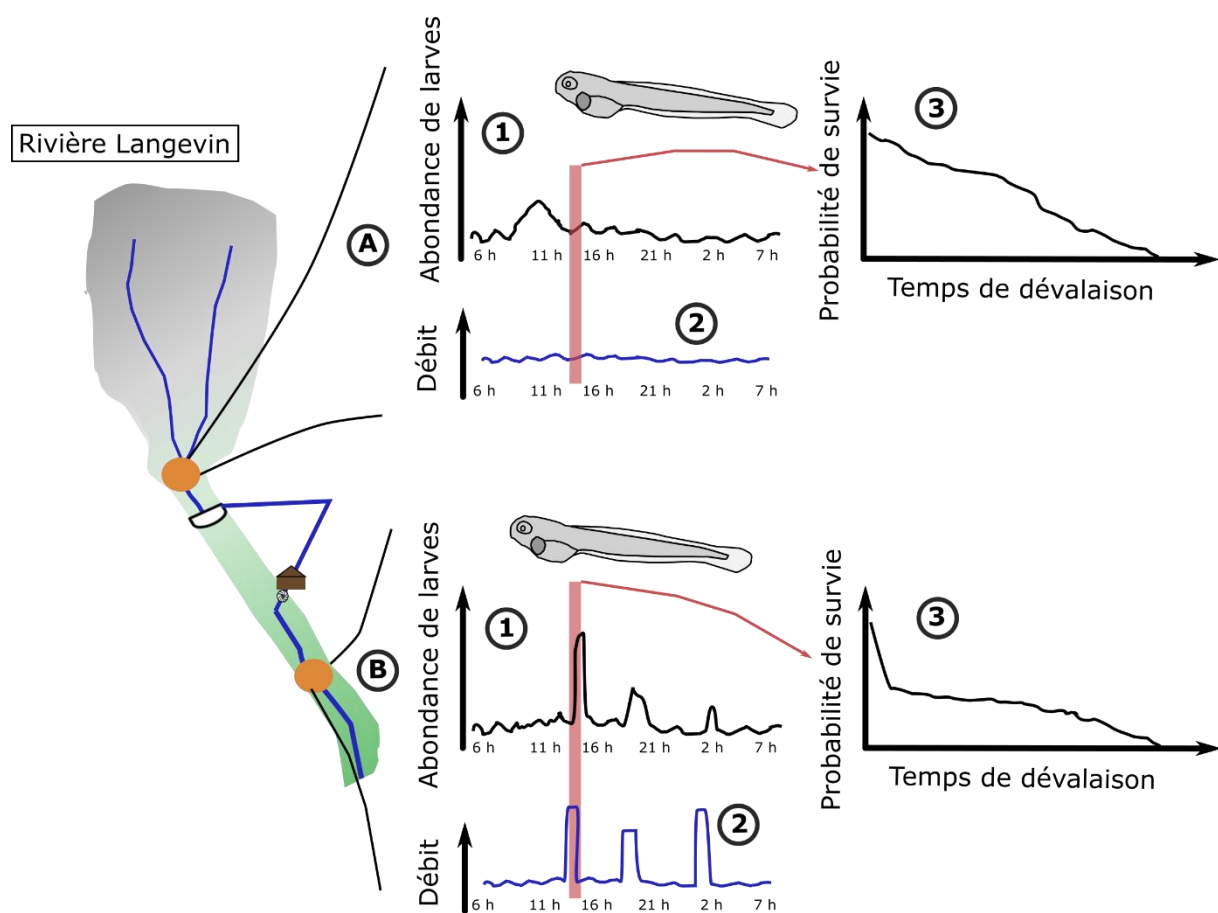 Rivière Langevin
A
Abondance de larves
1
6 h 11 h 16 h 21 h 2 h 7 h
Débit
2
6 h 11 h 16 h 21 h 2 h 7 h
Probabilité de survie
3
Temps de dévalaison
B
Abondance de larves
1
6 h 11 h 16 h 21 h 2 h 7 h
Débit
2
6 h 11 h 16 h 21 h 2 h 7 h
Probabilité de survie
3
Temps de dévalaison